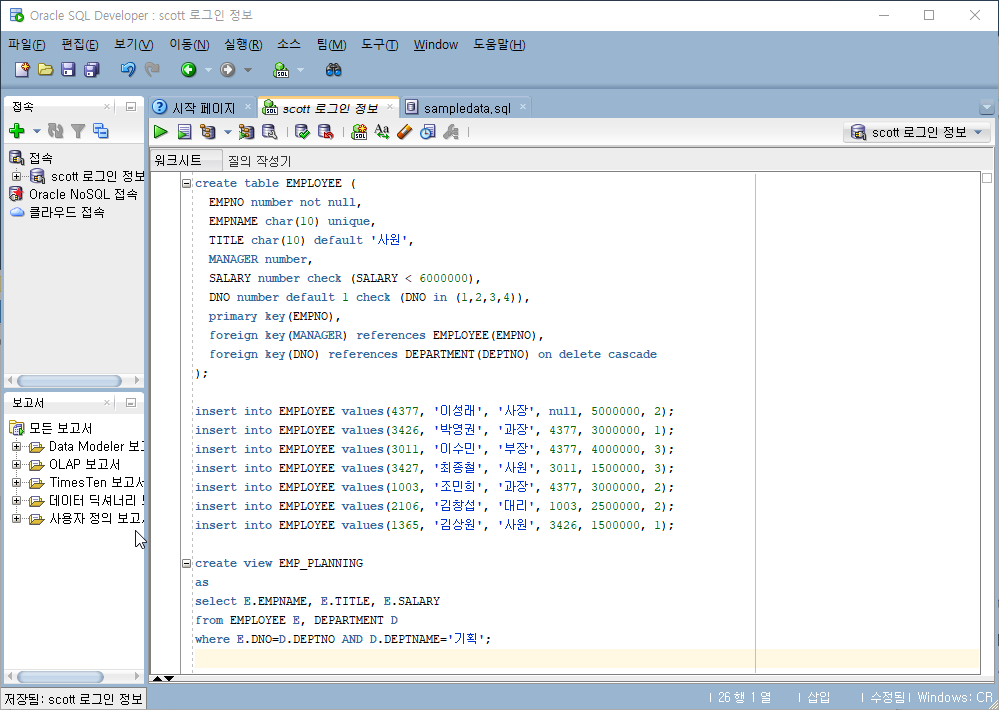 Oracle SQL Developer : scott 로그인 정보
파일(F) 편집(E) 보기(V) 이동(N) 실행(R) 소스 팀(M) 도구(T) Window 도움말(H)
접속
시작 페이지 scott 로그인 정보 sampledata.sql
scott 로그인 정보
접속
scott 로그인 정보
Oracle NoSQL 접속
클라우드 접속
보고서
모든 보고서
Data Modeler 보고
OLAP 보고서
TimesTen 보고서
데이터 딕셔너리 보
사용자 정의 보고서
워크시트 질의 작성기
create table EMPLOYEE (
EMPNO number not null,
EMPNAME char(10) unique,
TITLE char(10) default '사원',
MANAGER number,
SALARY number check (SALARY < 6000000),
DNO number default 1 check (DNO in (1,2,3,4)),
primary key(EMPNO),
foreign key(MANAGER) references EMPLOYEE(EMPNO),
foreign key(DNO) references DEPARTMENT(DEPTNO) on delete cascade
);
insert into EMPLOYEE values(4377, '이성래', '사장', null, 5000000, 2);
insert into EMPLOYEE values(3426, '박영권', '과장', 4377, 3000000, 1);
insert into EMPLOYEE values(3011, '이수민', '부장', 4377, 4000000, 3);
insert into EMPLOYEE values(3427, '최종철', '사원', 3011, 1500000, 3);
insert into EMPLOYEE values(1003, '조민희', '과장', 4377, 3000000, 2);
insert into EMPLOYEE values(2106, '김창섭', '대리', 1003, 2500000, 2);
insert into EMPLOYEE values(1365, '김상원', '사원', 3426, 1500000, 1);
create view EMP_PLANNING
as
select E.EMPNAME, E.TITLE, E.SALARY
from EMPLOYEE E, DEPARTMENT D
where E.DNO=D.DEPTNO AND D.DEPTNAME='기획';
저장됨: scott 로그인 정보
26 행 1 열 삽입 수정됨 Windows: CR